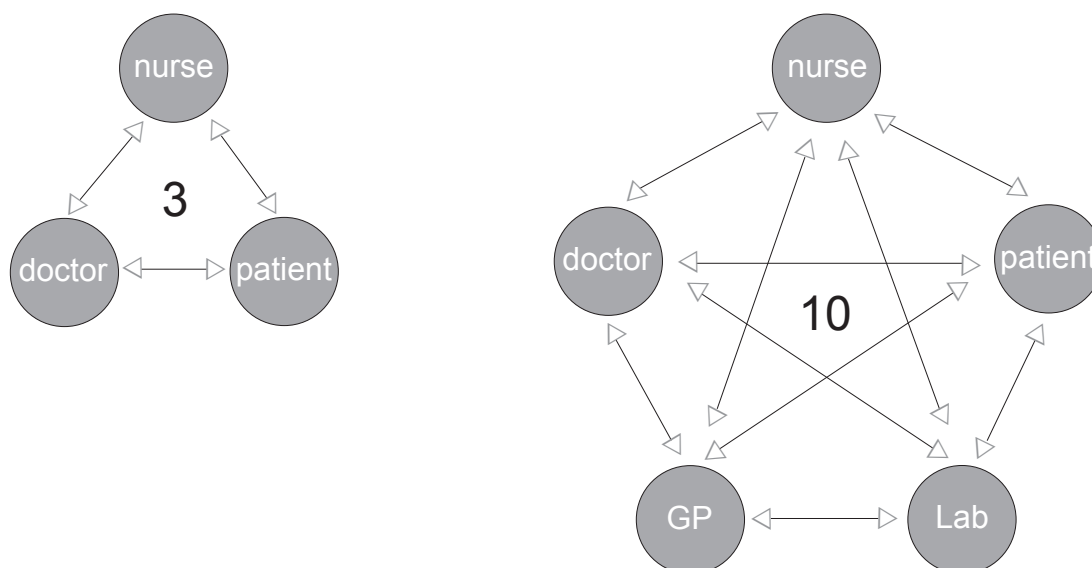 nurse
3
doctor
patient
nurse
doctor
patient
10
GP
Lab